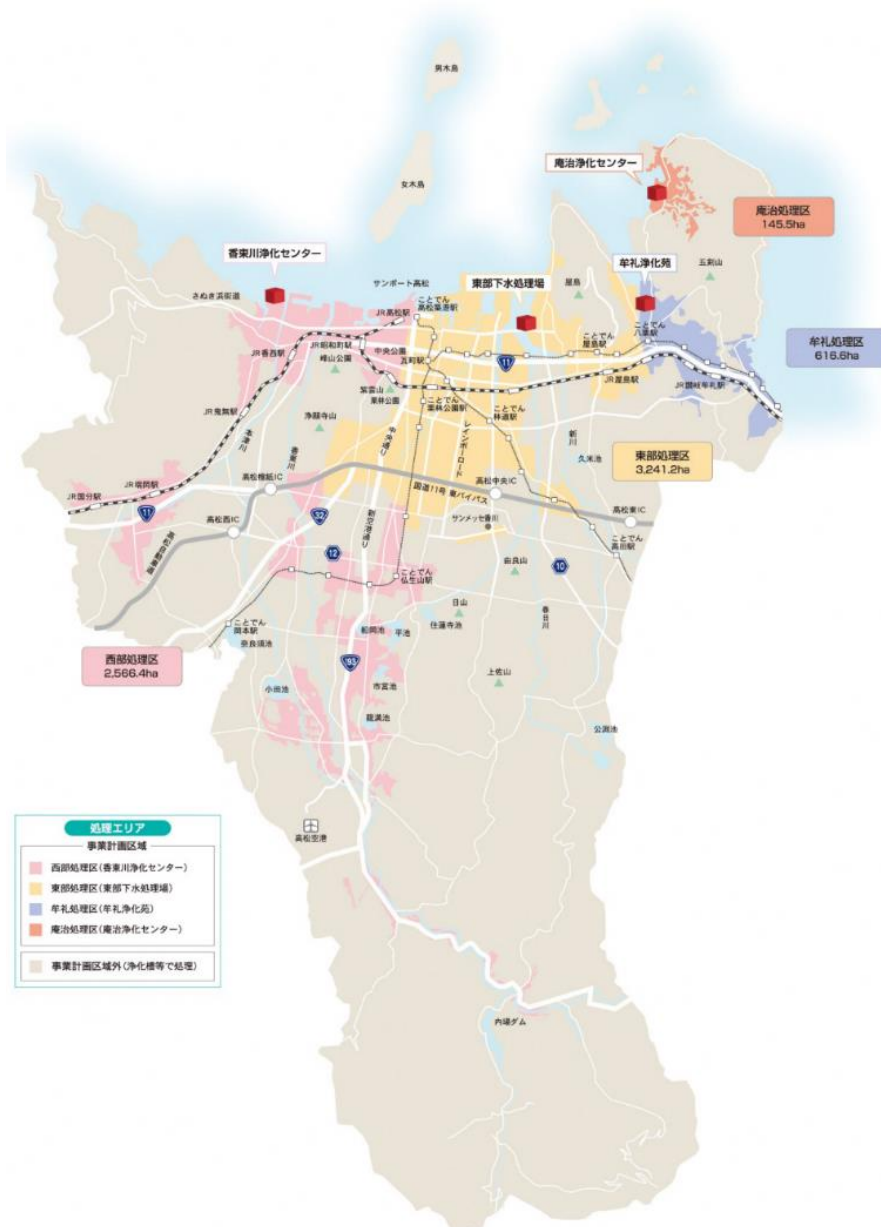 男木島
女木島
庵治浄化センター
庵治処理区
145.5ha
香東川浄化センター
サンポート高松
東部下水処理場
屋島
牟礼浄化苑
五剣山
さぬき浜街道
JR高松駅
ことでん
高松築港駅
ことでん
八栗駅
JR香西駅
JR昭和町駅
中央公園
瓦町駅
峰山公園
ことでん
屋島駅
11
牟礼処理区
616.6ha
紫雲山
栗林公園
JR屋島駅
JR讃岐牟礼駅
JR鬼無駅
浄願寺山
ことでん
栗林公園駅
ことでん
林道駅
本津川
香東川
中央通り
レインボーロード
新川
久米池
東部処理区
3,241.2ha
JR国分駅
JR端岡駅
高松檀紙IC
国道11号 東バイパス
高松中央IC
11
高松自動車道
高松西IC
32
新空港通り
サンメッセ香川
高松東IC
12
ことでん
仏生山駅
由良山
10
ことでん
高田駅
ことでん
岡本駅
奈良須池
船岡池
平池
日山
住蓮寺池
春日川
西部処理区
2,566.4ha
193
上佐山
小田池
市宮池
龍満池
公渕池
高松空港
処理エリア
事業計画区域
西部処理区(香東川浄化センター)
東部処理区(東部下水処理場)
牟礼処理区(牟礼浄化苑)
庵治処理区(庵治浄化センター)
事業計画区域外(浄化槽等で処理)
内場ダム